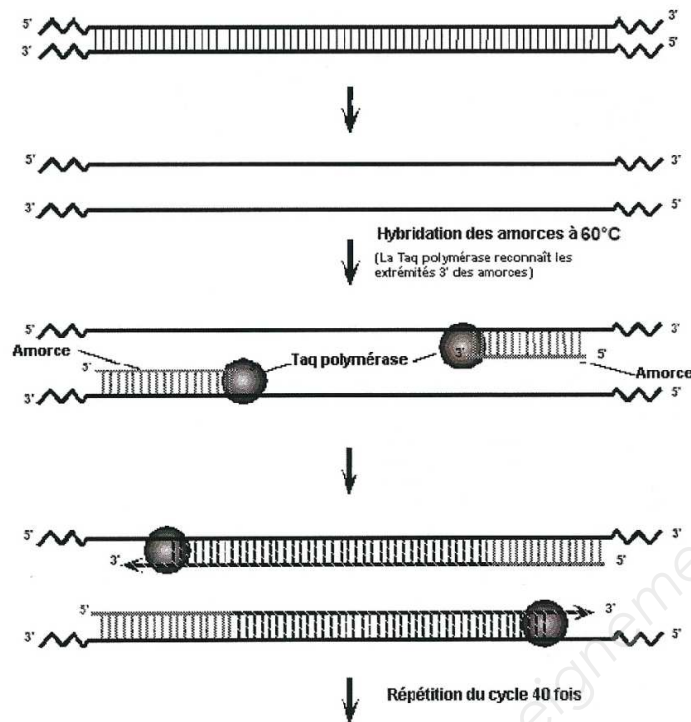 5' 3'
3' 5'
5' 3'
3' 5'
Hybridation des amorces à 60°C
(La Taq polymérase reconnaît les
extrémités 3' des amorces)
5' 3'
Amorce Taq polymérase 3' 5'
5' Amorce
3' 5'
5' 3'
3' 5'
5' 3'
3' 5'
Répétition du cycle 40 fois